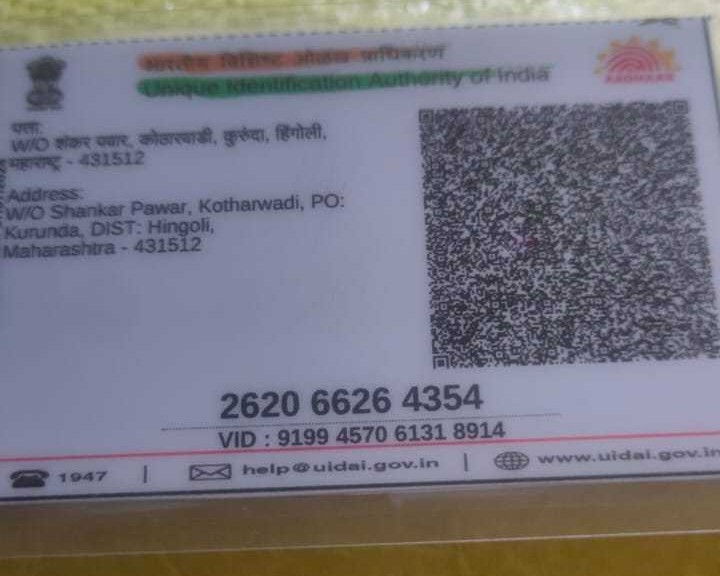 भारतीय विशिष्ट ओळख प्राधिकरण
Unique Identification Authority of India
AADHAAR
पत्ता:
W/O शंकर पवार, कोठारवाडी, कुरुंदा, हिंगोली,
महाराष्ट्र - 431512
Address:
W/O Shankar Pawar, Kotharwadi, PO:
Kurunda, DIST: Hingoli,
Maharashtra - 431512
2620 6626 4354
VID : 9199 4570 6131 8914
1947 | help@uidai.gov.in | www.uidai.gov.in